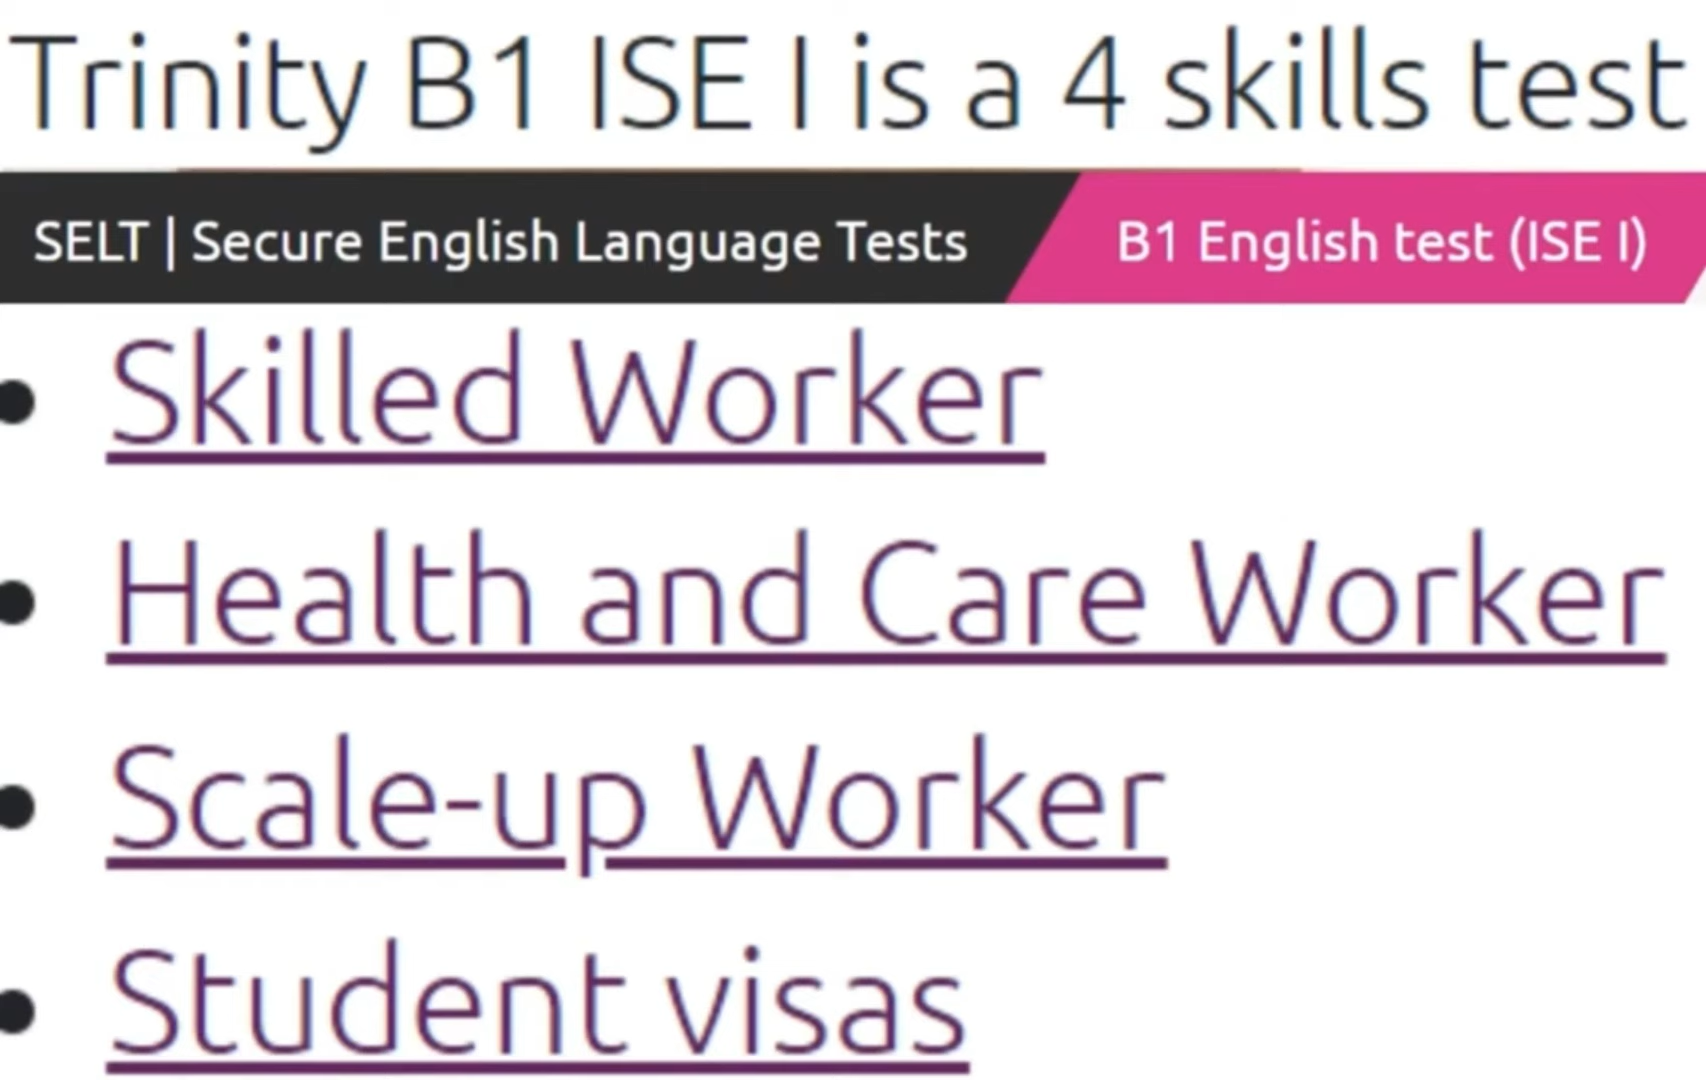 Trinity B1 ISE I is a 4 skills test
SELT | Secure English Language Tests B1 English test (ISE I)
• Skilled Worker
• Health and Care Worker
• Scale-up Worker
• Student visas